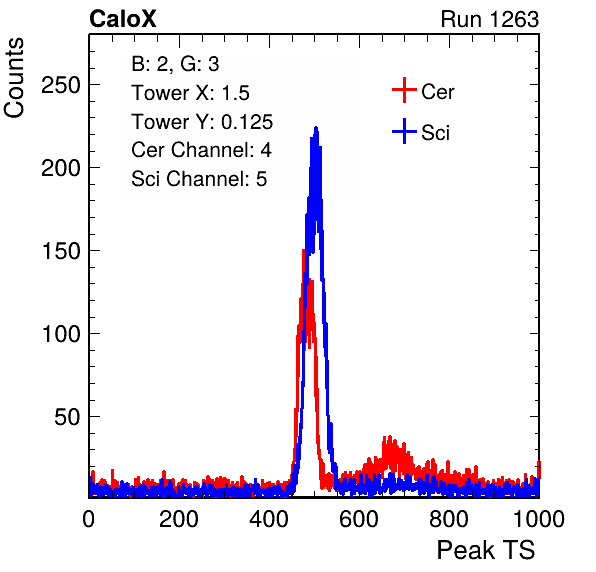 CaloX Run 1263
Counts
B: 2, G: 3
Tower X: 1.5
Tower Y: 0.125
Cer Channel: 4
Sci Channel: 5
Cer
Sci
250
200
150
100
50
0 200 400 600 800 1000
Peak TS